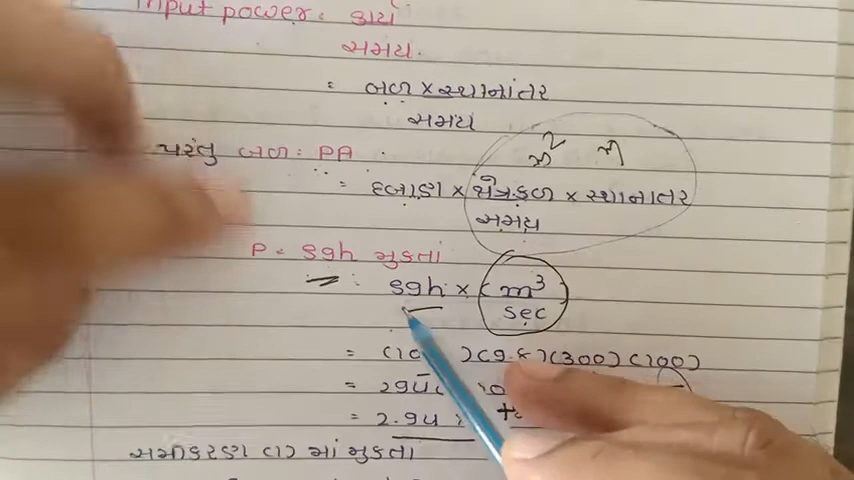 Input power = કાર્ય
સમય.
= બળ × સ્થાનાંતર
સમય
પરંતુ બળ = PA
m² m
= દબાણ × ક્ષેત્રફળ × સ્થાનાંતર
સમય
P = ρgh મુકતાં
= ρgh × (m³
sec
= )(9.8)(300)(100)
= 294
= 2.94
સમીકરણ (1) માં મુકતા